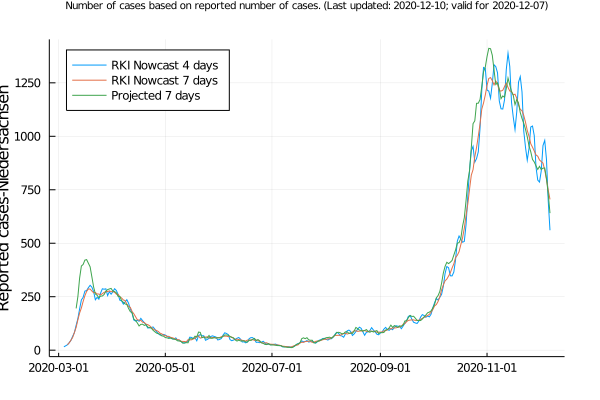 Number of cases based on reported number of cases. (Last updated: 2020-12-10; valid for 2020-12-07)
RKI Nowcast 4 days
RKI Nowcast 7 days
Projected 7 days
Reported cases-Niedersachsen
1250
1000
750
500
250
0
2020-03-01
2020-05-01
2020-07-01
2020-09-01
2020-11-01